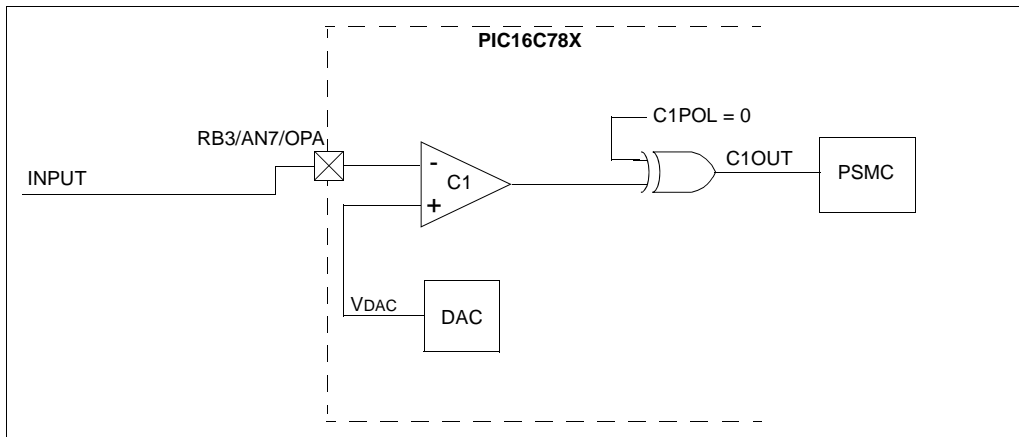 PIC16C78X
C1POL = 0
RB3/AN7/OPA
C1OUT
PSMC
INPUT
-
C1
+
VDAC
DAC